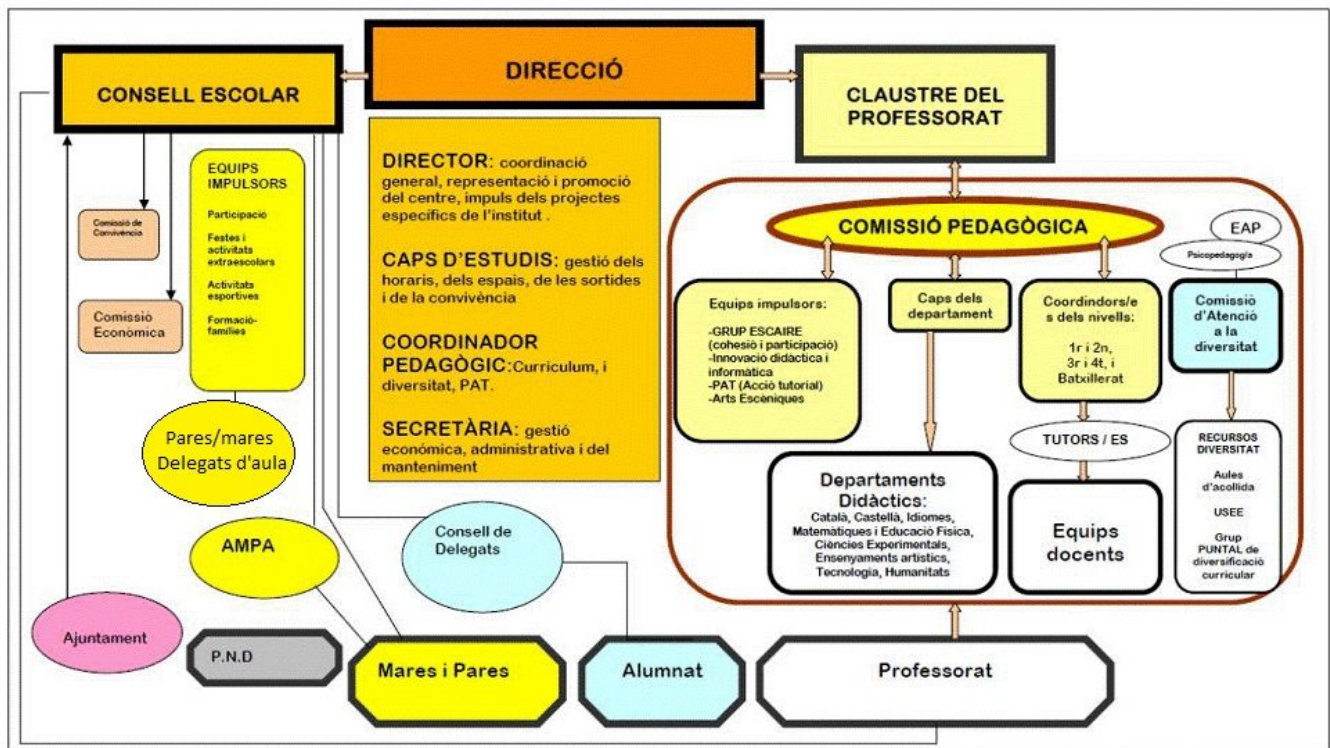 DIRECCIÓ
CONSELL ESCOLAR
CLAUSTRE DEL
PROFESSORAT
EQUIPS
IMPULSORS
Participació
Festes i
activitats
extraescolars
Activitats
esportives
Formació-
famílies
Comissió de
Convivència
Comissió
Econòmica
DIRECTOR: coordinació
general, representació i promoció
del centre, impuls dels projectes
específics de l'institut .
CAPS D'ESTUDIS: gestió dels
horaris, dels espais, de les sortides
i de la convivència
COORDINADOR
PEDAGÒGIC:Curriculum, i
diversitat, PAT.
SECRETÀRIA: gestió
económica, administrativa i del
manteniment
COMISSIÓ PEDAGÒGICA
EAP
Psicopedagog/a
Equips impulsors:
-GRUP ESCAIRE
(cohesió i participació)
-Innovació didàctica i
informàtica
-PAT (Acció tutorial)
-Arts Escèniques
Caps dels
departament
Coordindors/e
s dels nivells:
1r i 2n,
3r i 4t, i
Batxillerat
Comissió
d'Atenció
a la
diversitat
TUTORS / ES
RECURSOS
DIVERSITAT
Aules
d'acollida
USEE
Grup
PUNTAL de
diversificació
curricular
Departaments
Didàctics:
Català, Castellà, Idiomes,
Matemàtiques i Educació Física,
Ciències Experimentals,
Ensenyaments artístics,
Tecnologia, Humanitats
Equips
docents
Pares/mares
Delegats d'aula
AMPA
Consell de
Delegats
Ajuntament
P.N.D
Mares i Pares
Alumnat
Professorat